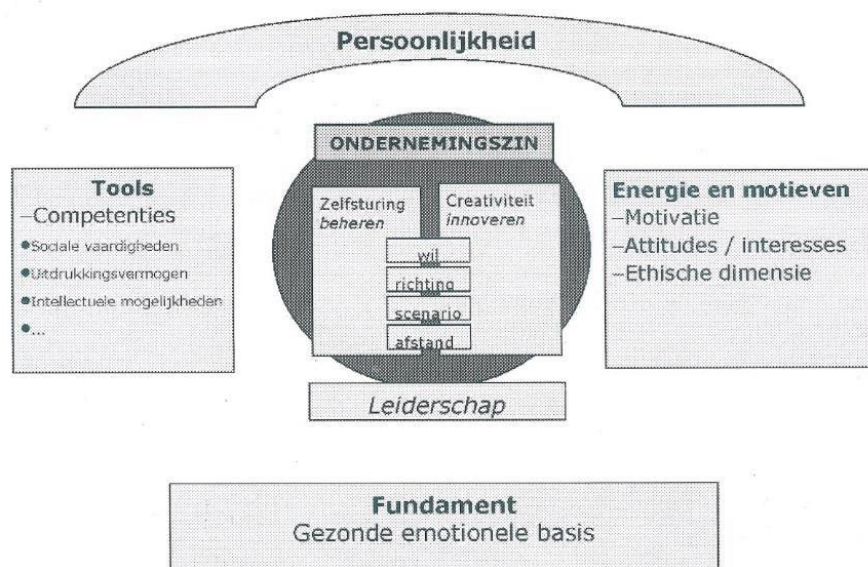 Persoonlijkheid
ONDERNEMINGSZIN
Tools
–Competenties
•Sociale vaardigheden
•Uitdrukkingsvermogen
•Intellectuele mogelijkheden
•...
Zelfsturing
beheren
Creativiteit
innoveren
wil
richting
scenario
afstand
Energie en motieven
–Motivatie
–Attitudes / interesses
–Ethische dimensie
Leiderschap
Fundament
Gezonde emotionele basis